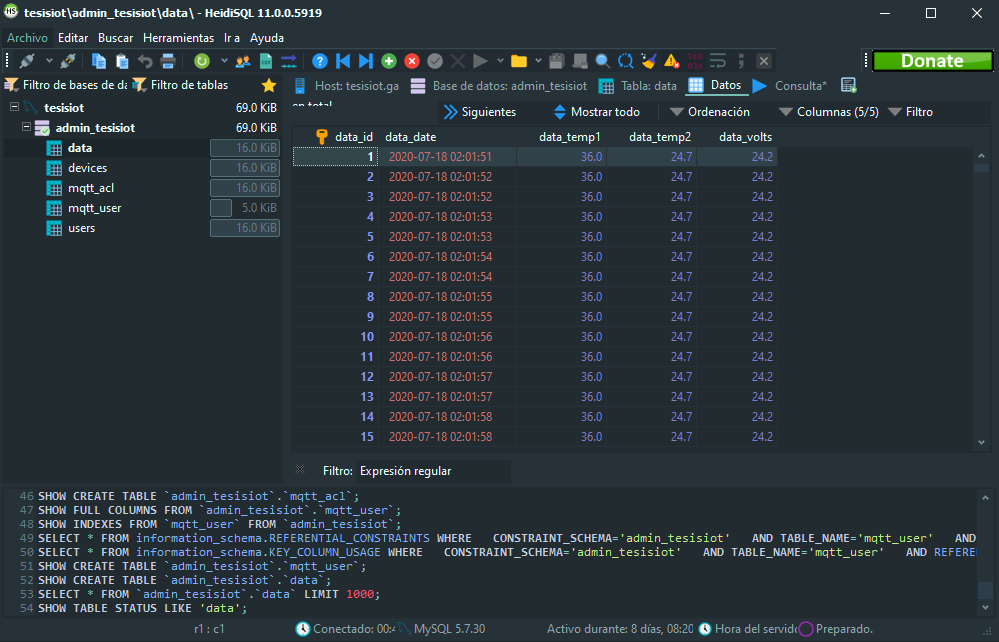 tesisiot\admin_tesisiot\data\ - HeidiSQL 11.0.0.5919
Archivo Editar Buscar Herramientas Ir a Ayuda
Donate
Filtro de bases de da Filtro de tablas
Host: tesisiot.ga Base de datos: admin_tesisiot Tabla: data Datos Consulta*
tesisiot 69.0 KiB
admin_tesisiot 69.0 KiB
data 16.0 KiB
devices 16.0 KiB
mqtt_acl 16.0 KiB
mqtt_user 5.0 KiB
users 16.0 KiB
en total
Siguientes Mostrar todo Ordenación Columnas (5/5) Filtro
data_id data_date data_temp1 data_temp2 data_volts
1 2020-07-18 02:01:51 36.0 24.7 24.2
2 2020-07-18 02:01:52 36.0 24.7 24.2
3 2020-07-18 02:01:52 36.0 24.7 24.2
4 2020-07-18 02:01:53 36.0 24.7 24.2
5 2020-07-18 02:01:53 36.0 24.7 24.2
6 2020-07-18 02:01:54 36.0 24.7 24.2
7 2020-07-18 02:01:54 36.0 24.7 24.2
8 2020-07-18 02:01:55 36.0 24.7 24.2
9 2020-07-18 02:01:55 36.0 24.7 24.2
10 2020-07-18 02:01:56 36.0 24.7 24.2
11 2020-07-18 02:01:56 36.0 24.7 24.2
12 2020-07-18 02:01:57 36.0 24.7 24.2
13 2020-07-18 02:01:57 36.0 24.7 24.2
14 2020-07-18 02:01:58 36.0 24.7 24.2
15 2020-07-18 02:01:58 36.0 24.7 24.2
Filtro: Expresión regular
46 SHOW CREATE TABLE `admin_tesisiot`.`mqtt_acl`;
47 SHOW FULL COLUMNS FROM `admin_tesisiot`.`mqtt_user`;
48 SHOW INDEXES FROM `mqtt_user` FROM `admin_tesisiot`;
49 SELECT * FROM information_schema.REFERENTIAL_CONSTRAINTS WHERE   CONSTRAINT_SCHEMA='admin_tesisiot'   AND TABLE_NAME='mqtt_user'   AND
50 SELECT * FROM information_schema.KEY_COLUMN_USAGE WHERE   CONSTRAINT_SCHEMA='admin_tesisiot'   AND TABLE_NAME='mqtt_user'   AND REFERE
51 SHOW CREATE TABLE `admin_tesisiot`.`mqtt_user`;
52 SHOW CREATE TABLE `admin_tesisiot`.`data`;
53 SELECT * FROM `admin_tesisiot`.`data` LIMIT 1000;
54 SHOW TABLE STATUS LIKE 'data';
r1 : c1 Conectado: 00:4 MySQL 5.7.30 Activo durante: 8 días, 08:20 Hora del servido Preparado.